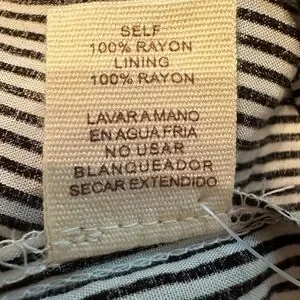 SELF
100% RAYON
LINING
100% RAYON
LAVAR A MANO
EN AGUA FRIA
NO USAR
BLANQUEADOR
SECAR EXTENDIDO